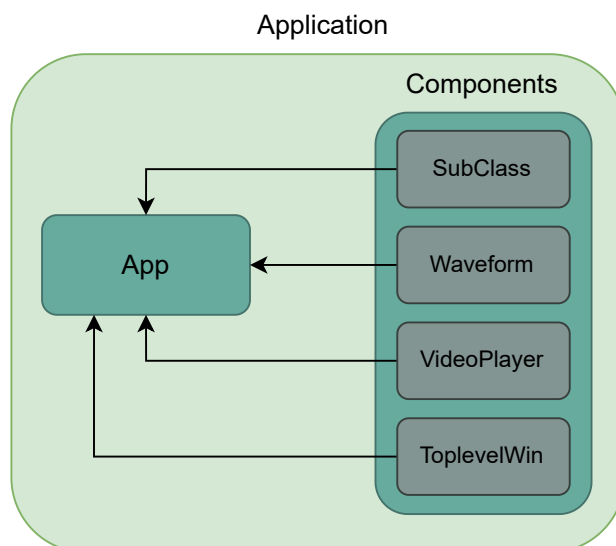 Application
Components
SubClass
App
Waveform
VideoPlayer
ToplevelWin